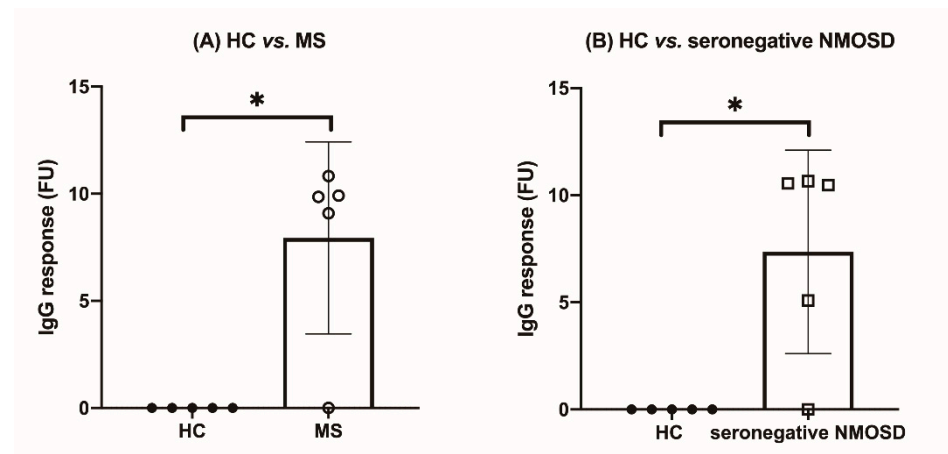 (A) HC vs. MS
15
*
10
IgG response (FU)
5
0
HC MS
(B) HC vs. seronegative NMOSD
15
*
10
IgG response (FU)
5
0
HC seronegative NMOSD